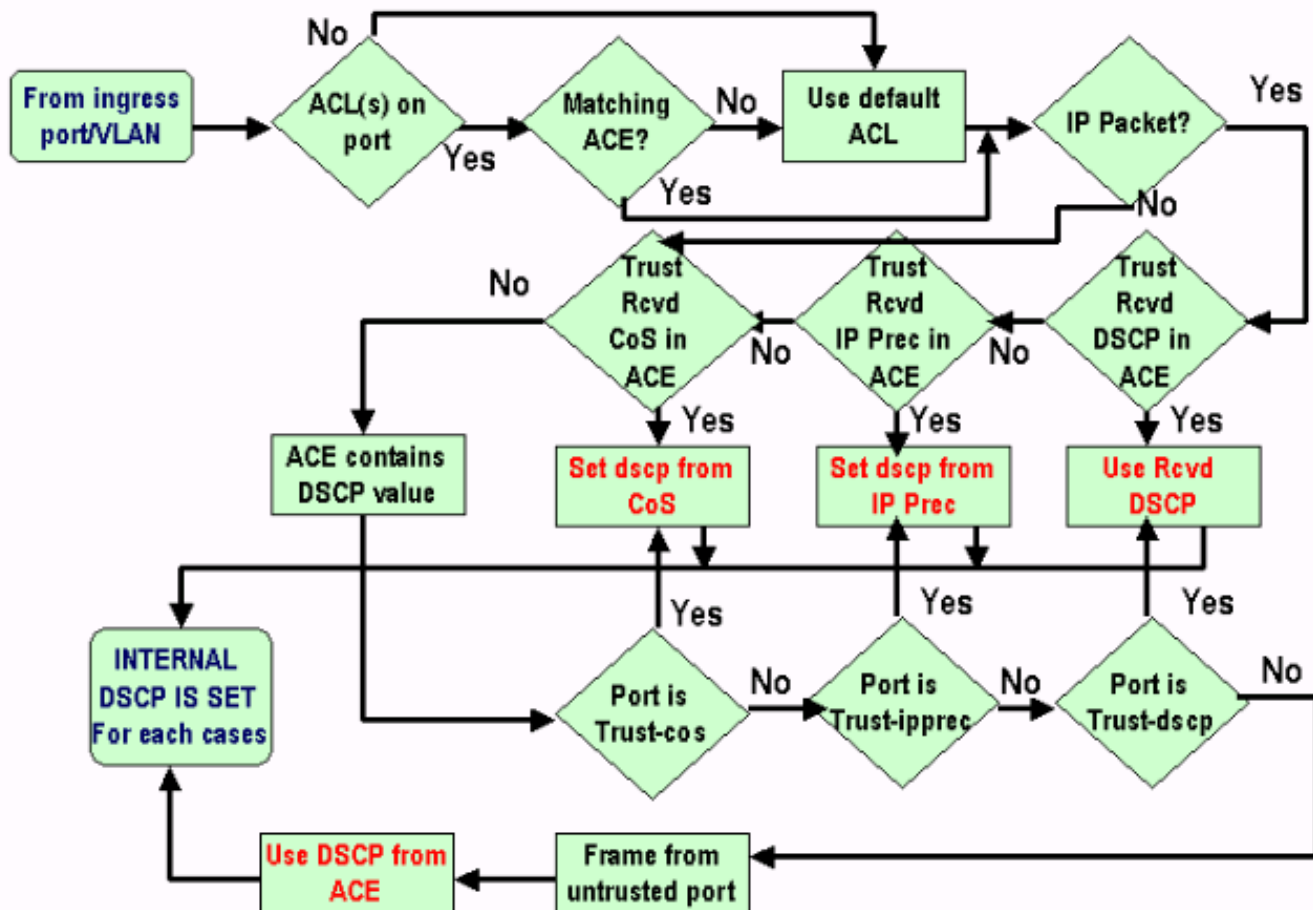 No
From ingress
port/VLAN
ACL(s) on
port
Yes
Matching
ACE?
No
Yes
Use default
ACL
IP Packet?
Yes
No
Trust
Rcvd
CoS in
ACE
No
Yes
Trust
Rcvd
IP Prec in
ACE
No
Yes
Trust
Rcvd
DSCP in
ACE
No
Yes
ACE contains
DSCP value
Set dscp from
CoS
Set dscp from
IP Prec
Use Rcvd
DSCP
INTERNAL
DSCP IS SET
For each cases
Yes
Port is
Trust-cos
No
Yes
Port is
Trust-ipprec
No
Yes
Port is
Trust-dscp
No
Use DSCP from
ACE
Frame from
untrusted port